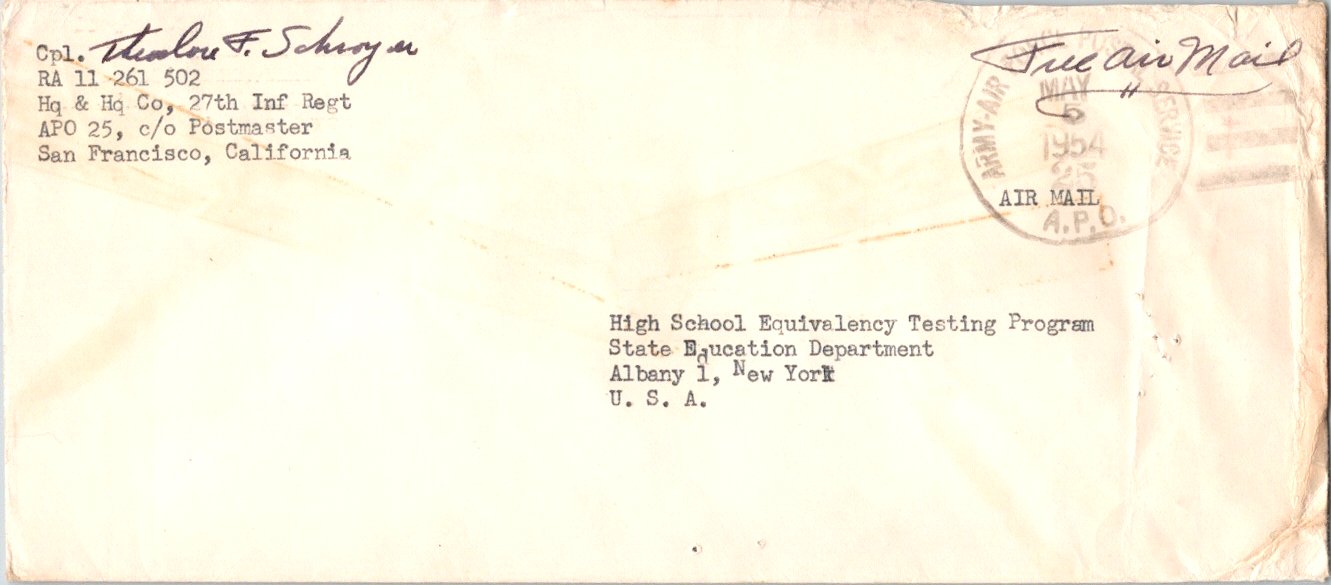 Cpl. Theodore F. Schroyer
RA 11 261 502
Hq & Hq Co, 27th Inf Regt
APO 25, c/o Postmaster
San Francisco, California
Free Air Mail
ARMY-AIR SERVICE
MAY
5
1954
25
A.P.O.
AIR MAIL
High School Equivalency Testing Program
State Education Department
Albany 1, New York
U. S. A.